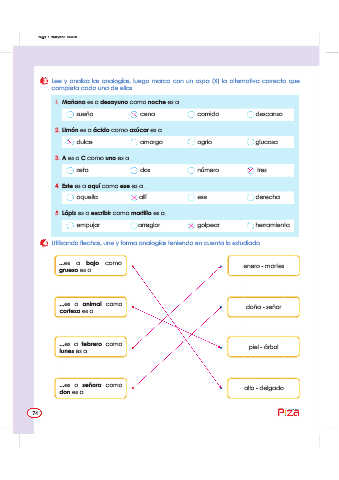 Lee y analiza las analogías, luego marca con un aspa (X) la alternativa correcta que
completa cada una de ellas
1. Mañana es a desayuno como noche es a
sueño cena comida descanso
2. Limón es a ácido como azúcar es a
dulce amargo agrio glucosa
3. A es a C como uno es a
cero dos número tres
4. Este es a aquí como ese es a
aquello allí ese derecha
5. Lápiz es a escribir como martillo es a
empujar arreglar golpear herramienta
Utilizando flechas, une y forma analogías teniendo en cuenta lo estudiado
...es a bajo como
grueso es a
enero - martes
...es a animal como
corteza es a
doña - señor
...es a febrero como
lunes es a
piel - árbol
...es a señora como
don es a
alto - delgado
74